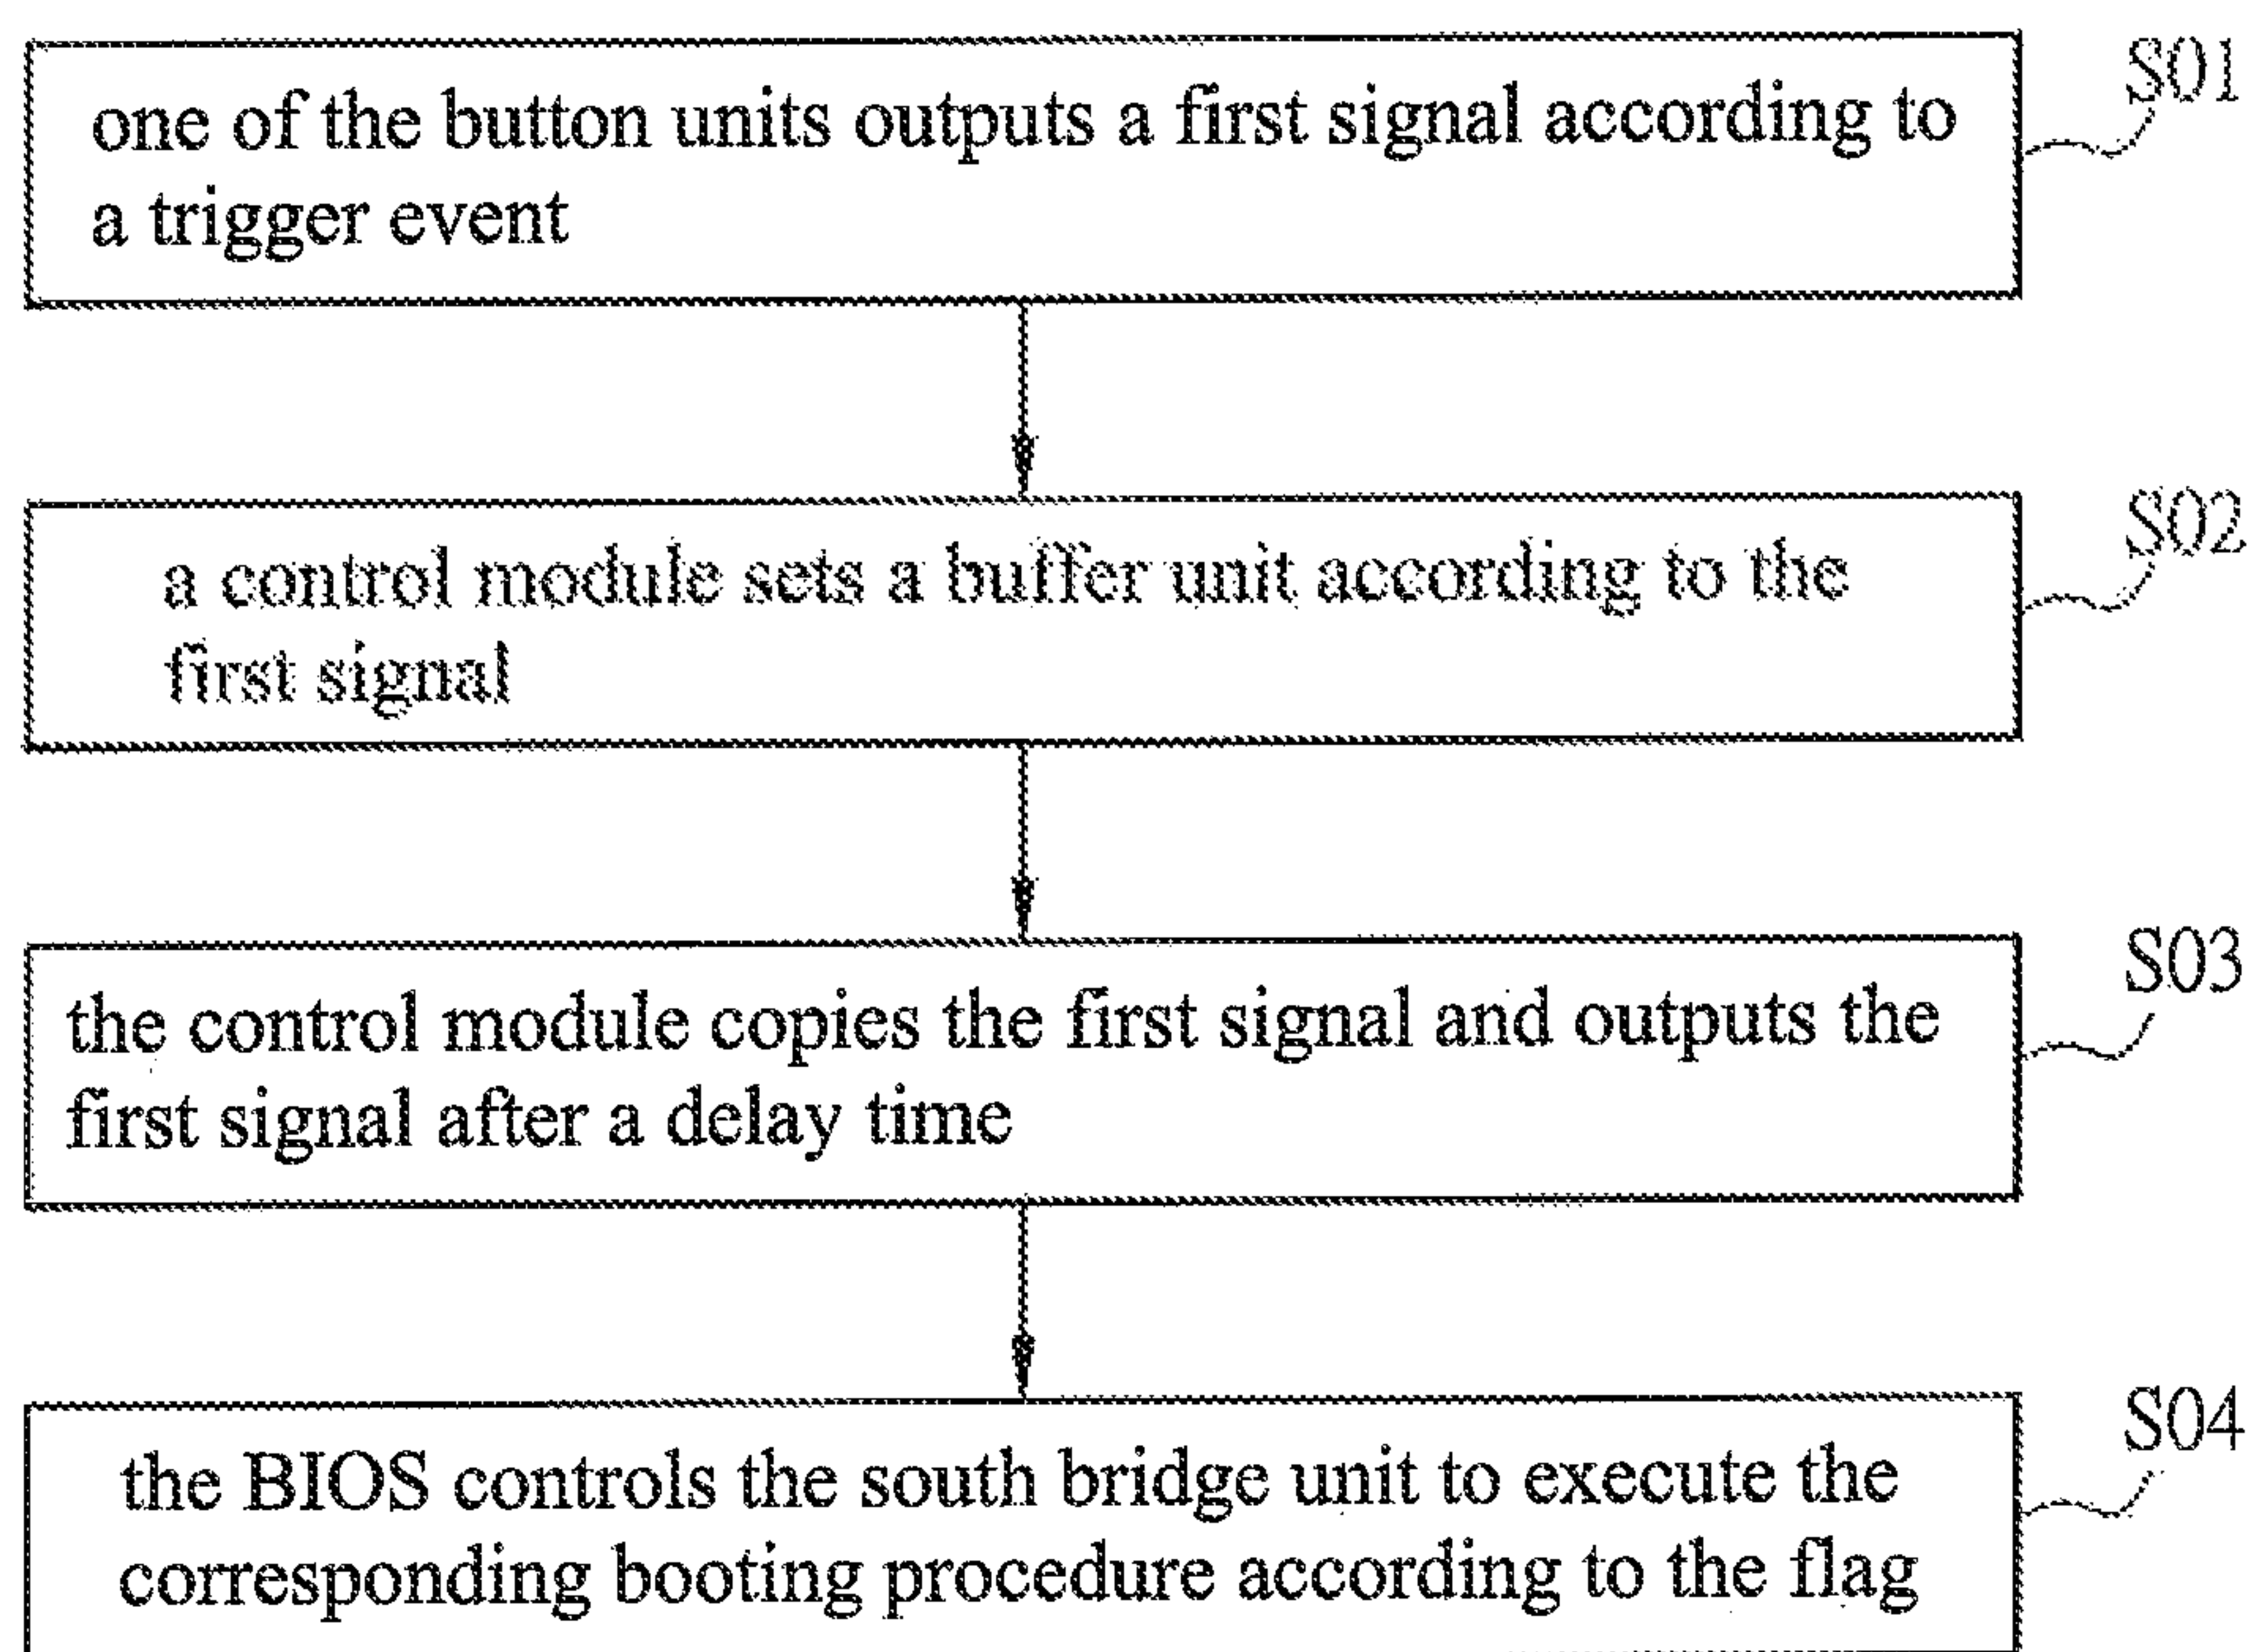 S01
one of the button units outputs a first signal according to
a trigger event
S02
a control module sets a buffer unit according to the
first signal
S03
the control module copies the first signal and outputs the
first signal after a delay time
S04
the BIOS controls the south bridge unit to execute the
corresponding booting procedure according to the flag